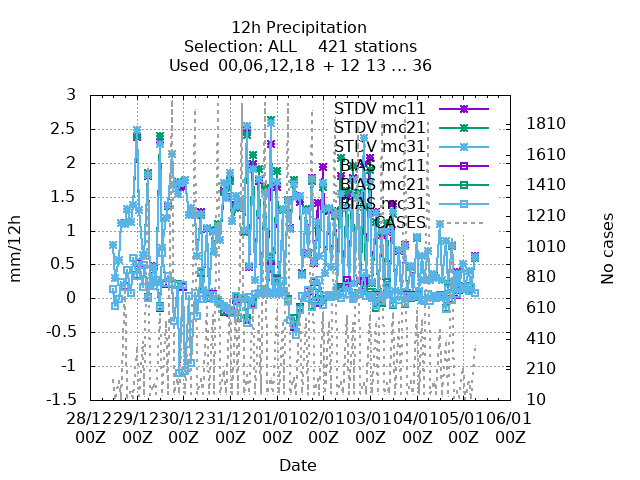 12h Precipitation
Selection: ALL 421 stations
Used 00,06,12,18 + 12 13 ... 36
3
2.5
2
1.5
1
0.5
0
-0.5
-1
-1.5
mm/12h
STDV mc11
STDV mc21
STDV mc31
BIAS mc11
BIAS mc21
BIAS mc31
CASES
1810
1610
1410
1210
1010
810
610
410
210
10
No cases
28/12 29/12 30/12 31/12 01/01 02/01 03/01 04/01 05/01 06/01
00Z 00Z 00Z 00Z 00Z 00Z 00Z 00Z 00Z 00Z
Date